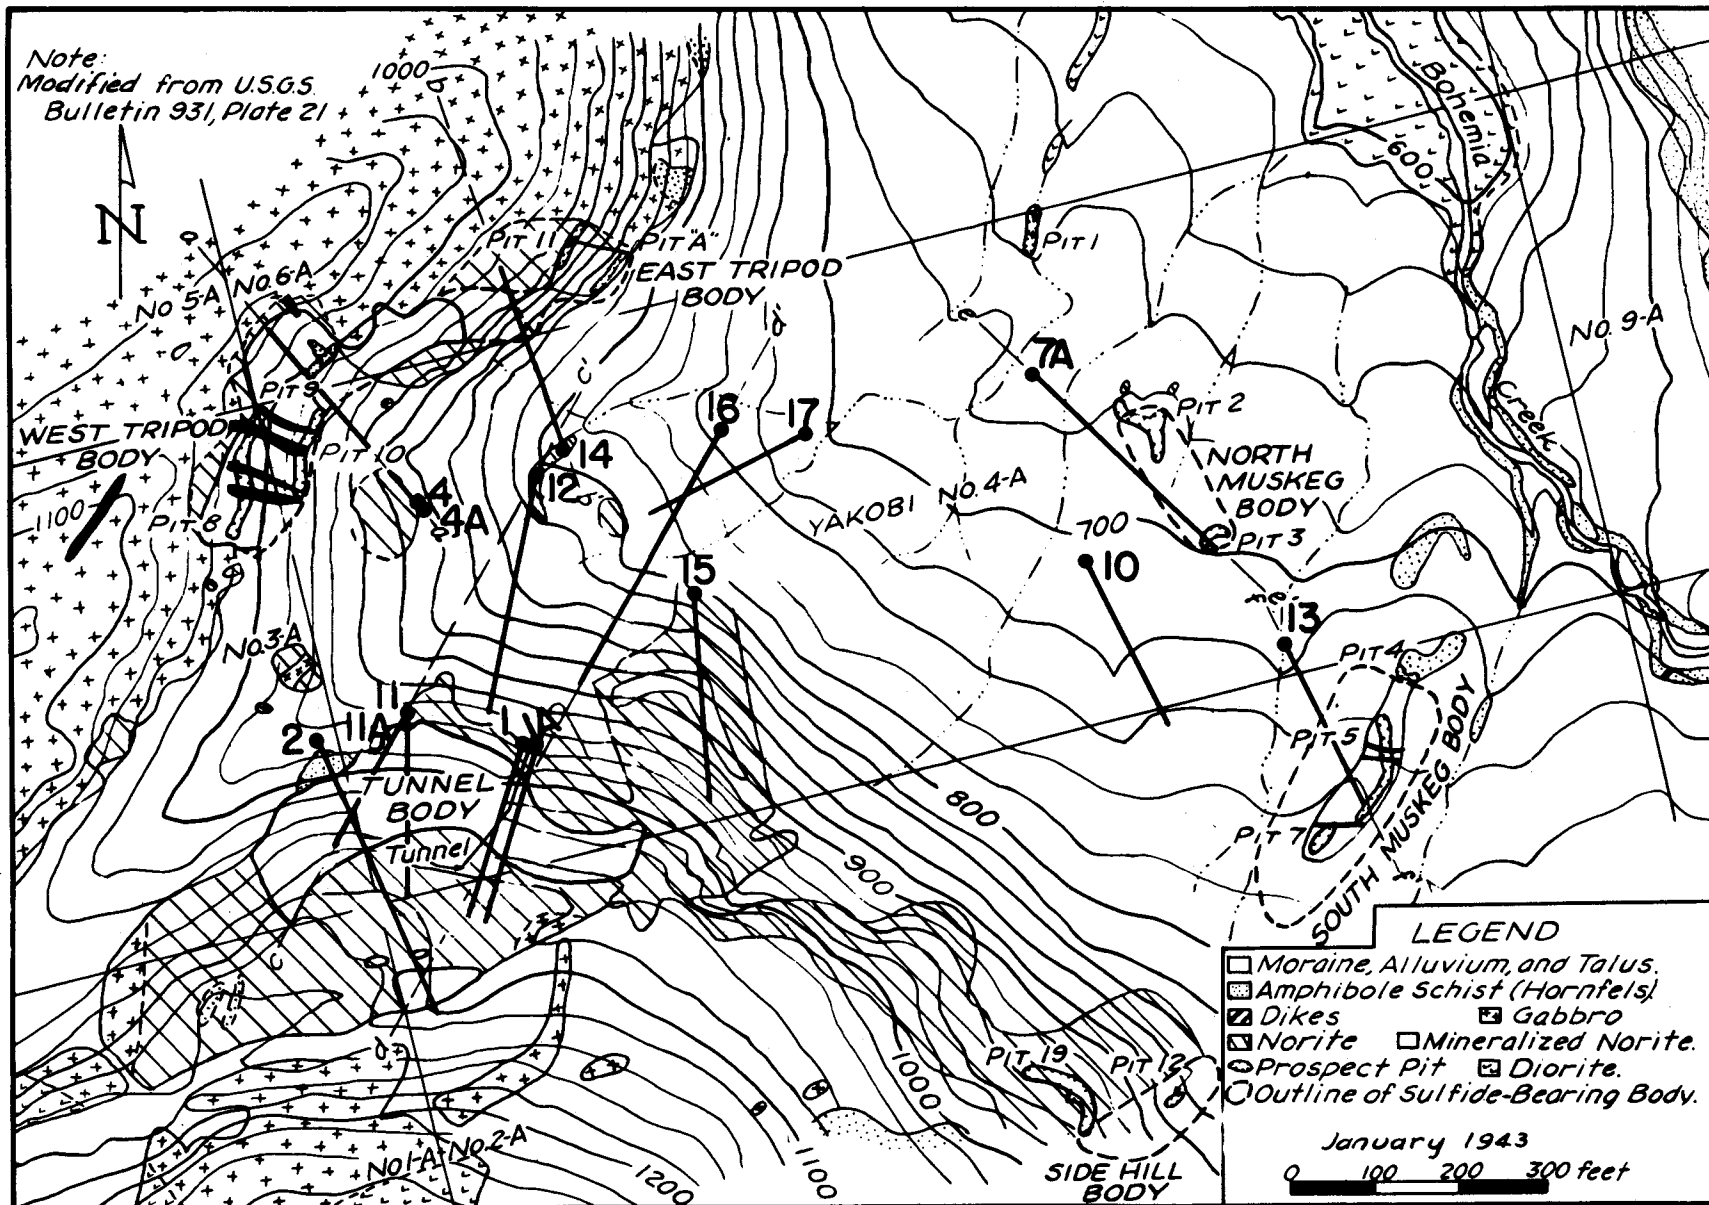 Note:
Modified from U.S.G.S.
Bulletin 931, Plate 21
N
1000
Bohemia
600
Creek
No. 9-A
PIT 1
PIT 11
PIT "A"
EAST TRIPOD
BODY
No 5-A
No. 6-A
PIT 9
WEST TRIPOD
BODY
PIT 10
1100
PIT 8
4
4A
14
12
16
17
15
7A
PIT 2
NORTH
MUSKEG
BODY
PIT 3
YAKOBI No. 4-A
700
10
13
No. 3-A
2
11
11A
1
1A
TUNNEL
BODY
Tunnel
PIT 4
PIT 5
PIT 7
SOUTH MUSKEG BODY
800
900
1000
1100
1200
c
c'
d
d'
e
e'
PIT 19
PIT 12
SIDE HILL
BODY
No 1-A
No. 2-A
LEGEND
Moraine, Alluvium, and Talus.
Amphibole Schist (Hornfels)
Dikes Gabbro
Norite Mineralized Norite.
Prospect Pit Diorite.
Outline of Sulfide-Bearing Body.
January 1943
0 100 200 300 feet